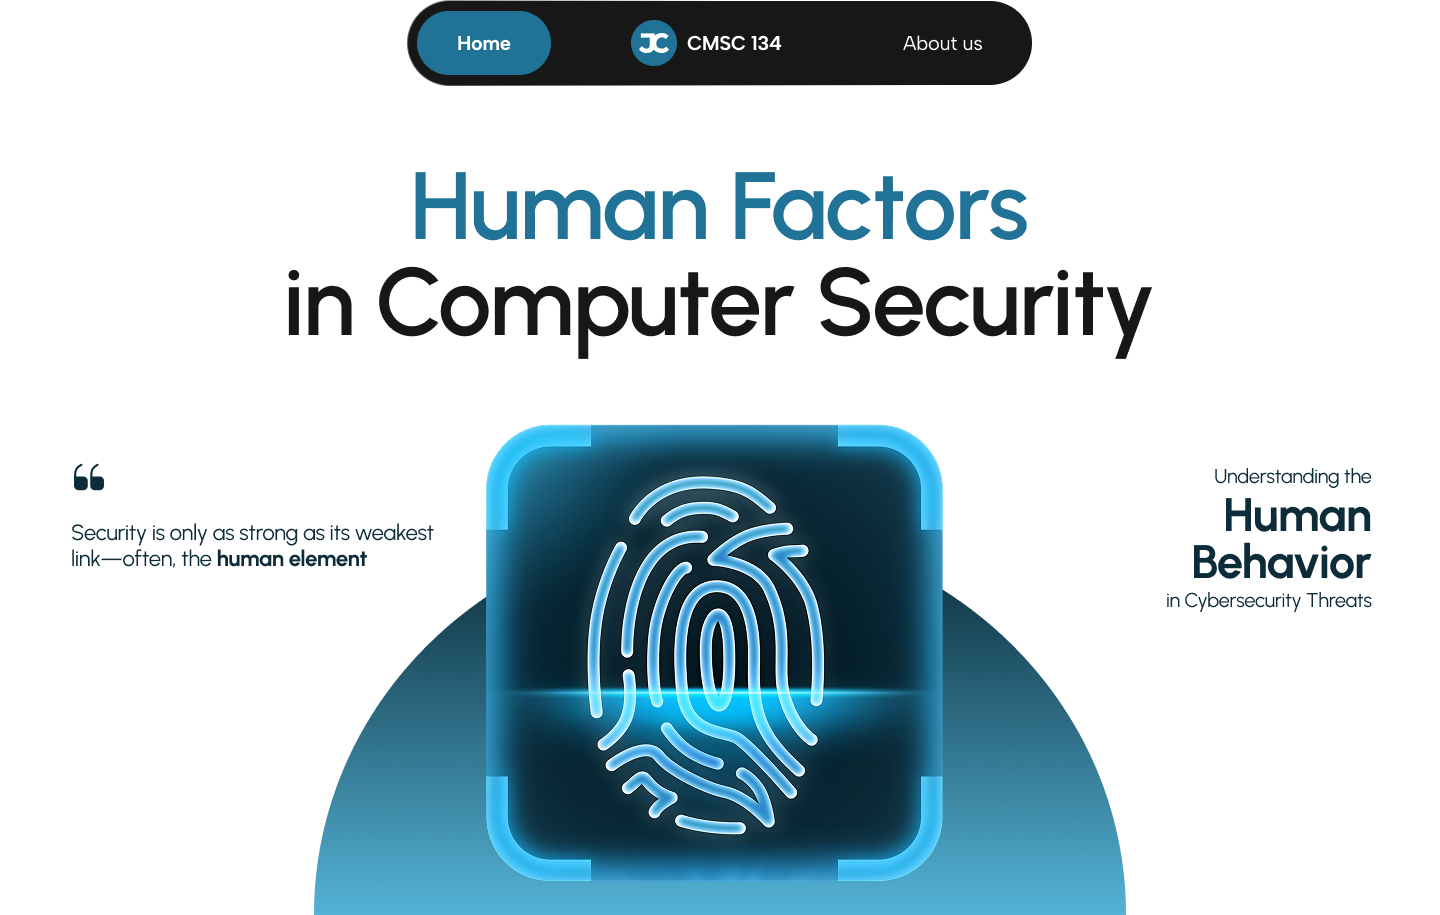 Home
JC CMSC 134
About us
Human Factors
in Computer Security
“
Security is only as strong as its weakest
link—often, the human element
Understanding the
Human
Behavior
in Cybersecurity Threats